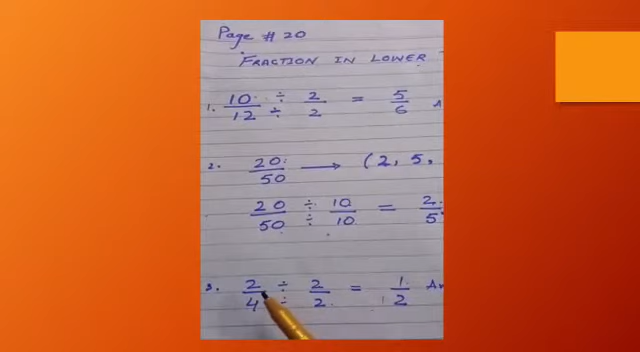 Page # 20
FRACTION IN LOWER
1. 10/12 ÷ 2/2 = 5/6 A
2. 20/50 → (2, 5,
20/50 ÷ 10/10 = 2/5
3. 2/4 ÷ 2/2 = 1/2 An